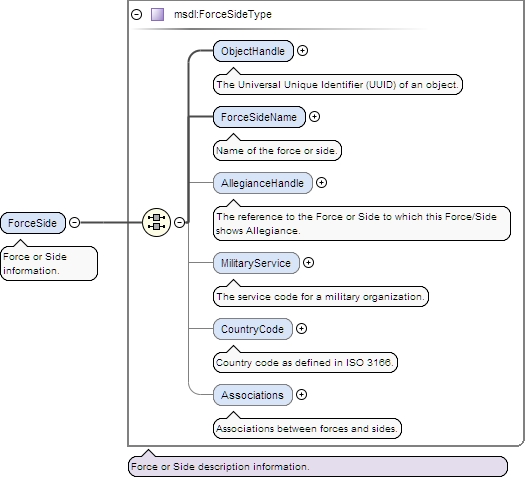 msdl:ForceSideType
ObjectHandle
The Universal Unique Identifier (UUID) of an object.
ForceSideName
Name of the force or side.
AllegianceHandle
The reference to the Force or Side to which this Force/Side
shows Allegiance.
ForceSide
Force or Side
information.
MilitaryService
The service code for a military organization.
CountryCode
Country code as defined in ISO 3166.
Associations
Associations between forces and sides.
Force or Side description information.